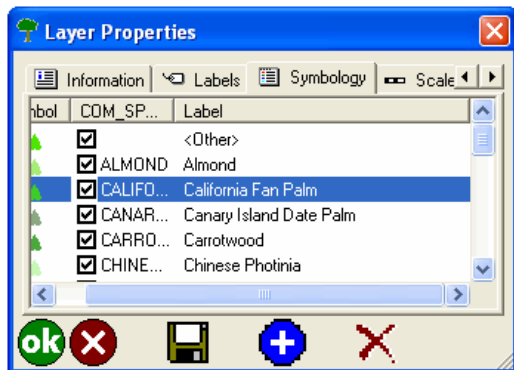 Layer Properties
Information Labels Symbology Scale
nbol COM_SP... Label
<Other>
ALMOND Almond
CALIFO... California Fan Palm
CANAR... Canary Island Date Palm
CARRO... Carrotwood
CHINE... Chinese Photinia
ok